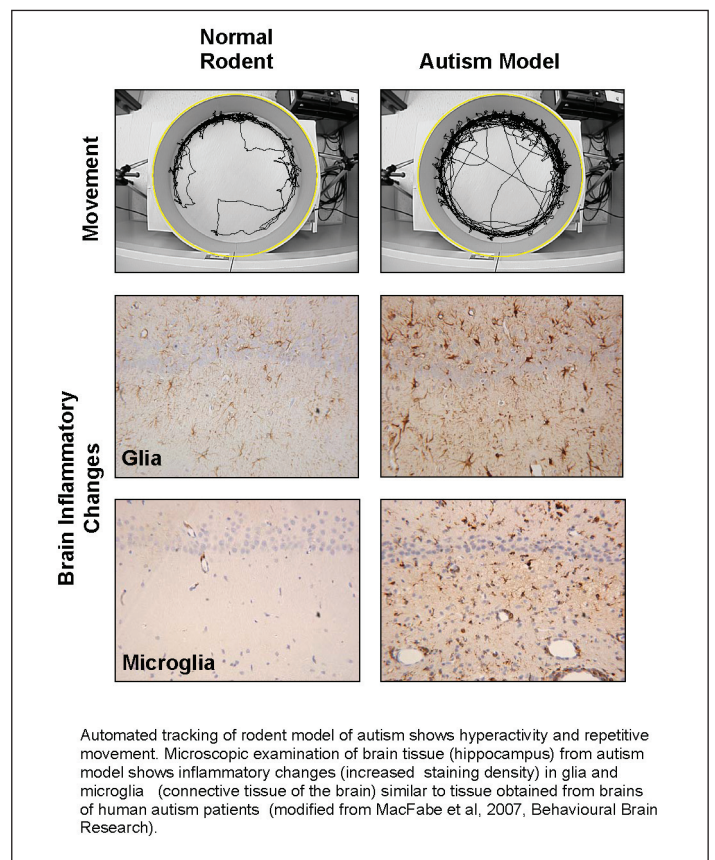 Normal
Rodent
Autism Model
Movement
Brain Inflammatory
Changes
Glia
Microglia
Automated tracking of rodent model of autism shows hyperactivity and repetitive
movement. Microscopic examination of brain tissue (hippocampus) from autism
model shows inflammatory changes (increased staining density) in glia and
microglia (connective tissue of the brain) similar to tissue obtained from brains
of human autism patients (modified from MacFabe et al, 2007, Behavioural Brain
Research).